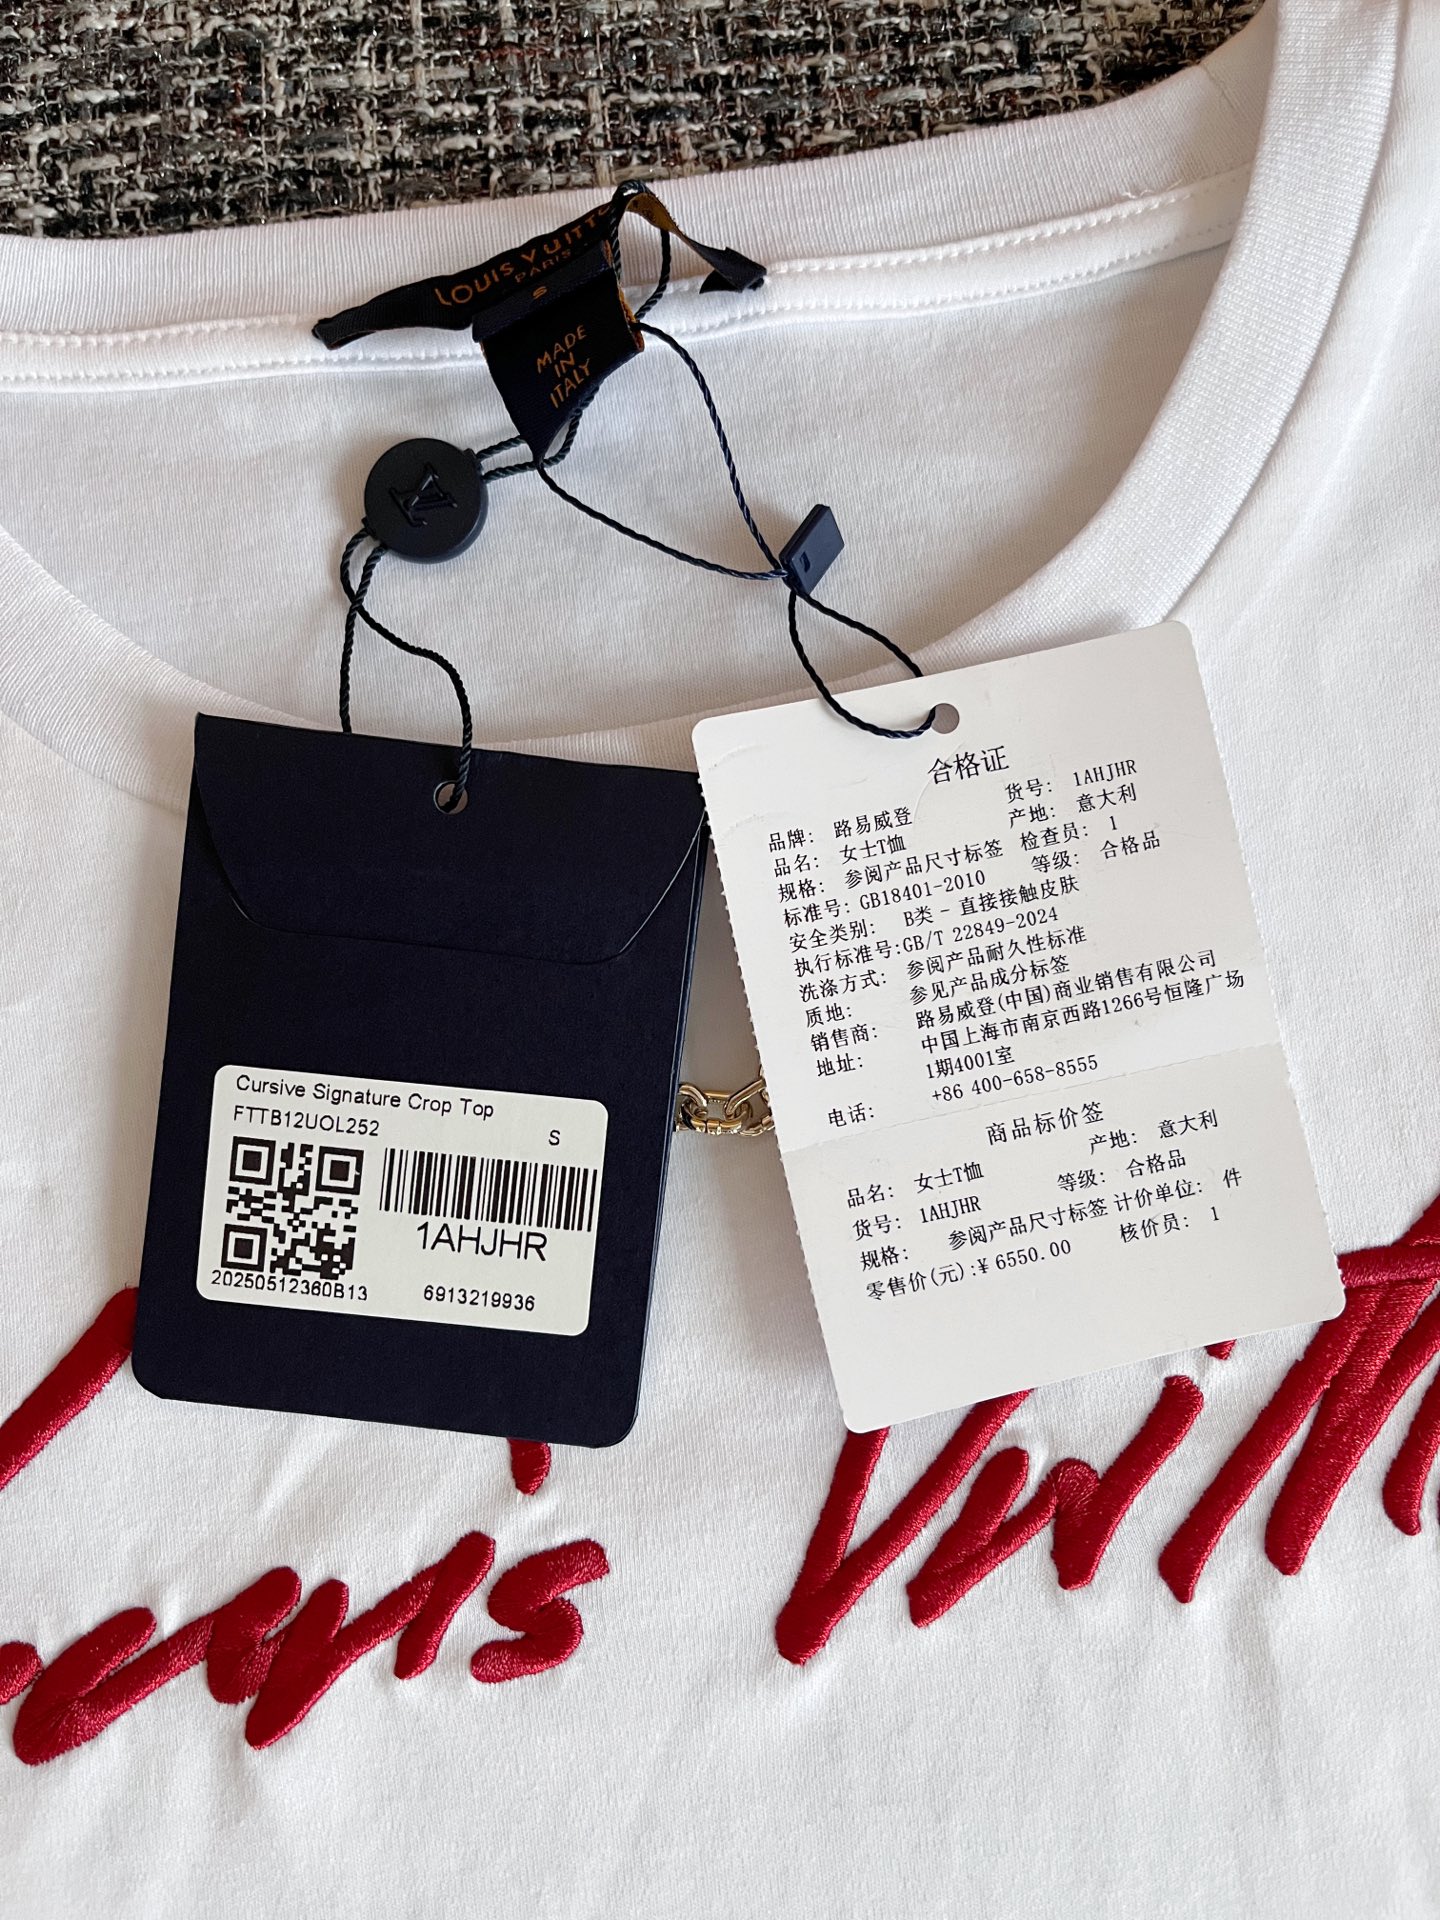 LOUIS VUITTO
PARIS
S
MADE
IN
ITALY
LV
Cursive Signature Crop Top
FTTB12UOL252
S
1AHJHR
20250512360B13
6913219936
合格证
品牌: 路易威登 货号: 1AHJHR
品名: 女士T恤 产地: 意大利
规格: 参阅产品尺寸标签 检查员: 1
标准号: GB18401-2010 等级: 合格品
安全类别: B类 - 直接接触皮肤
执行标准号:GB/T 22849-2024
洗涤方式: 参阅产品耐久性标准
质地: 参见产品成分标签
销售商: 路易威登(中国)商业销售有限公司
地址: 中国上海市南京西路1266号恒隆广场
1期4001室
电话: +86 400-658-8555
商品标价签
品名: 女士T恤 产地: 意大利
货号: 1AHJHR 等级: 合格品
规格: 参阅产品尺寸标签 计价单位: 件
零售价(元):¥ 6550.00 核价员: 1
Louis Vuitt